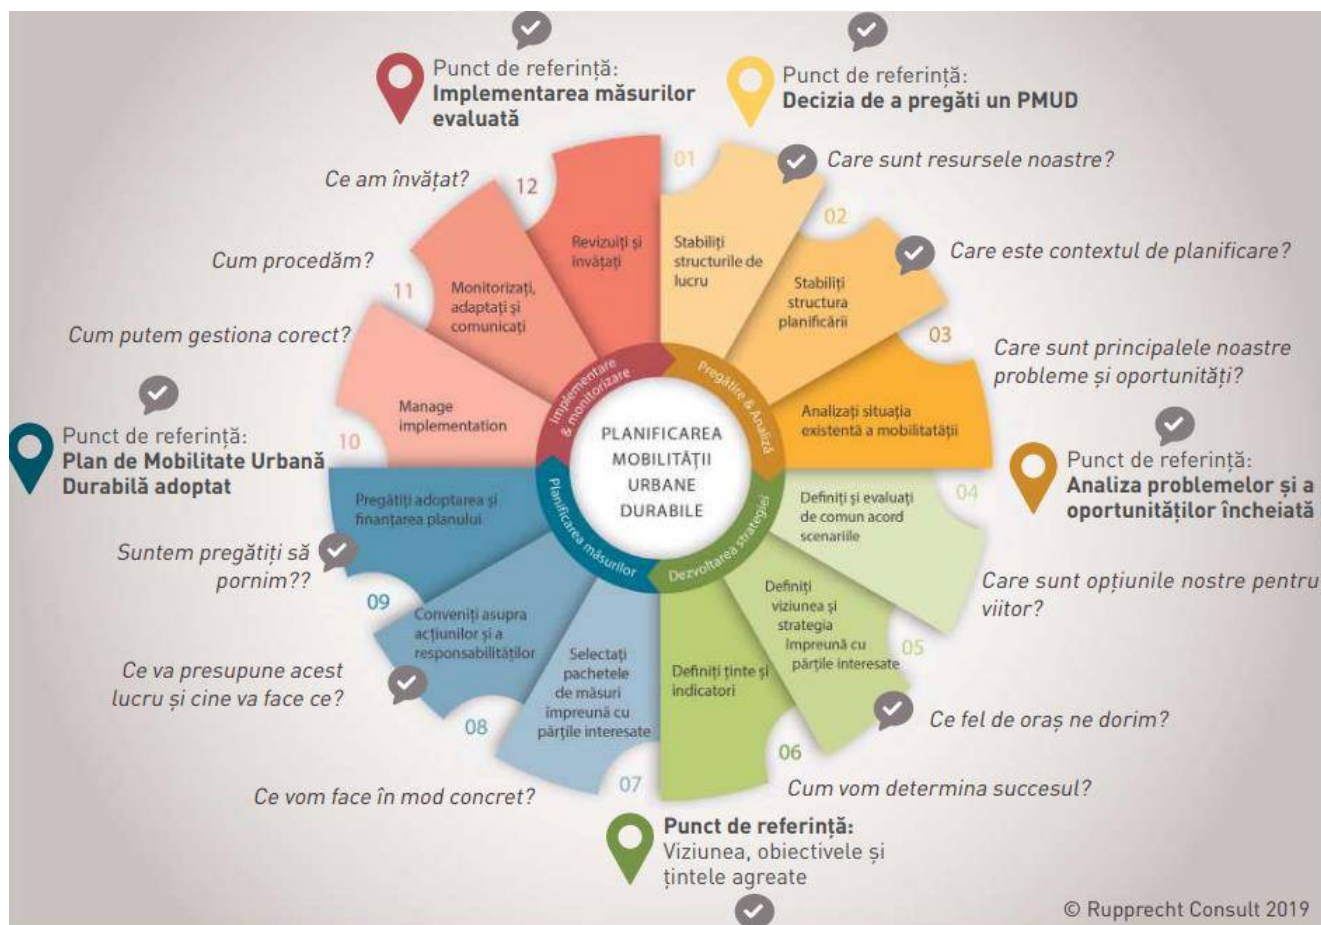 Punct de referință:
Implementarea măsurilor
evaluată
Punct de referință:
Decizia de a pregăti un PMUD
01
Stabiliți
structurile de
lucru
Care sunt resursele noastre?
02
Stabiliți
structura
planificării
Care este contextul de planificare?
03
Analizați situația
existentă a mobilitatății
Care sunt principalele noastre
probleme și oportunități?
Punct de referință:
Analiza problemelor și a
oportunităților încheiată
04
Definiți și evaluați
de comun acord
scenariile
Care sunt opțiunile nostre pentru
viitor?
05
Definiți
viziunea și
strategia
împreună cu
părțile interesate
Ce fel de oraș ne dorim?
06
Definiți ținte și
indicatori
Cum vom determina succesul?
Punct de referință:
Viziunea, obiectivele și
țintele agreate
07
Selectați
pachetele
de măsuri
împreună cu
părțile interesate
Ce vom face în mod concret?
08
Conveniți asupra
acțiunilor și a
responsabilităților
Ce va presupune acest
lucru și cine va face ce?
09
Pregătiți adoptarea și
finanțarea planului
Suntem pregătiți să
pornim??
Punct de referință:
Plan de Mobilitate Urbană
Durabilă adoptat
10
Manage
implementation
Cum putem gestiona corect?
11
Monitorizați,
adaptați și
comunicați
Cum procedăm?
12
Revizuiți și
învățați
Ce am învățat?
Pregătire & Analiză
Dezvoltarea strategiei
Planificarea măsurilor
Implementare
& monitorizare
PLANIFICAREA
MOBILITĂȚII
URBANE
DURABILE
© Rupprecht Consult 2019